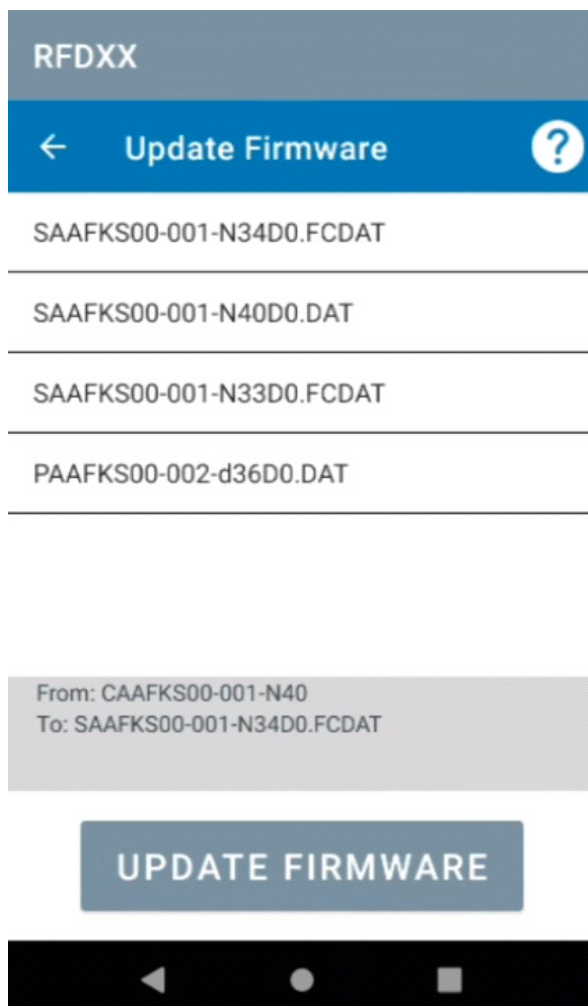 RFDXX
Update Firmware ?
SAAFKS00-001-N34D0.FCDAT
SAAFKS00-001-N40D0.DAT
SAAFKS00-001-N33D0.FCDAT
PAAFKS00-002-d36D0.DAT
From: CAAFKS00-001-N40
To: SAAFKS00-001-N34D0.FCDAT
UPDATE FIRMWARE